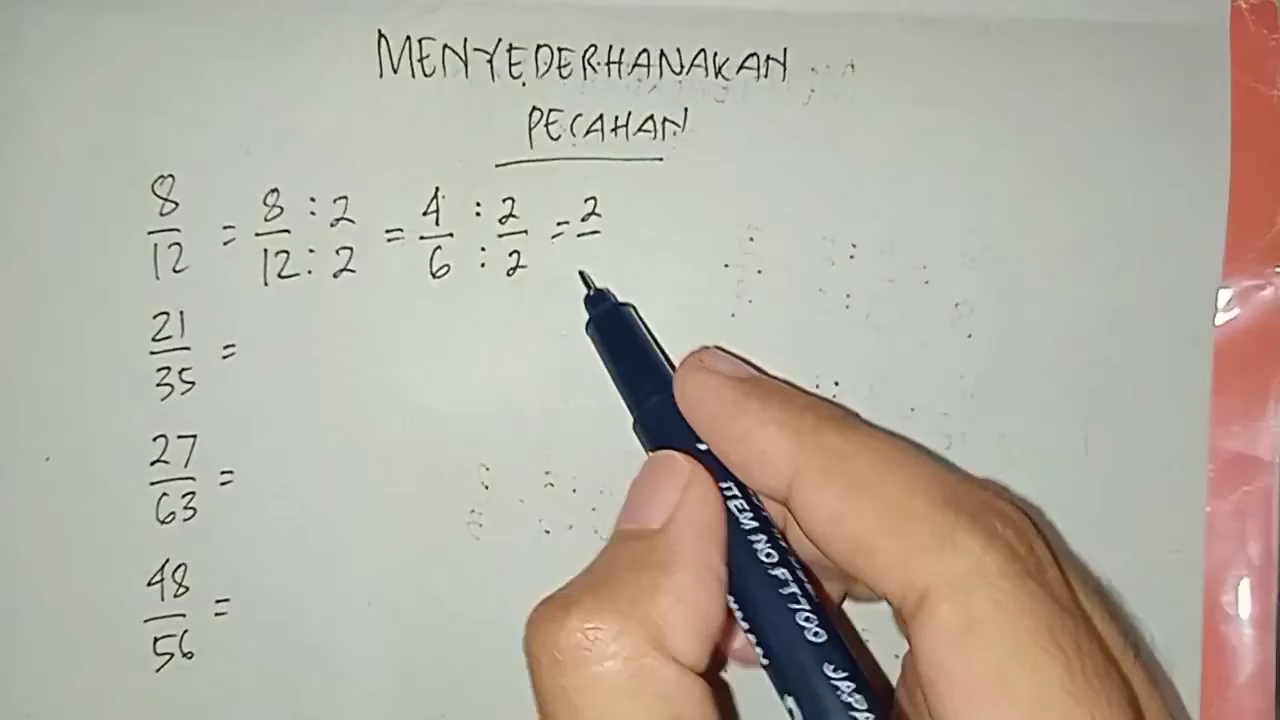 MENYEDERHANAKAN
PECAHAN
8/12 = 8 : 2 / 12 : 2 = 4 : 2 / 6 : 2 = 2/
21/35 =
27/63 =
48/56 =
ITEM NO.FT700 JAPA